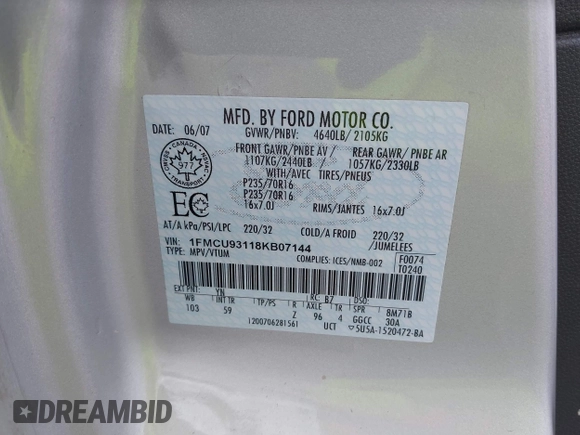 MFD. BY FORD MOTOR CO.
06/07 GVWR/PNBV: 4640LB/ 2105KG
FRONT GAWR/PNBE AV / REAR GAWR/ PNBE AR
1107KG/2440LB 1057KG/2330LB
WITH/AVEC TIRES/PNEUS
P235/70R16
P235/70R16
16x7.0J RIMS/JANTES 16x7.0J
CANADA
TRANSPORT
977
EC
AT/A kPa/PSI/LPC 220/32 COLD/A FROID 220/32
/JUMELEES
VIN: 1FMCU93118KB07144
TYPE: MPV/VTUM COMPLIES: ICES/NMB-002
F0074
T0240
EXT PNT: YN RC: B7 DSO:
WB INT TR TP/PS R AXLE TR SPR 8M71B
103 59 Z 96 4 GGCC 30A
1200706281561 UCT 5U5A-1520472-BA
DREAMBID